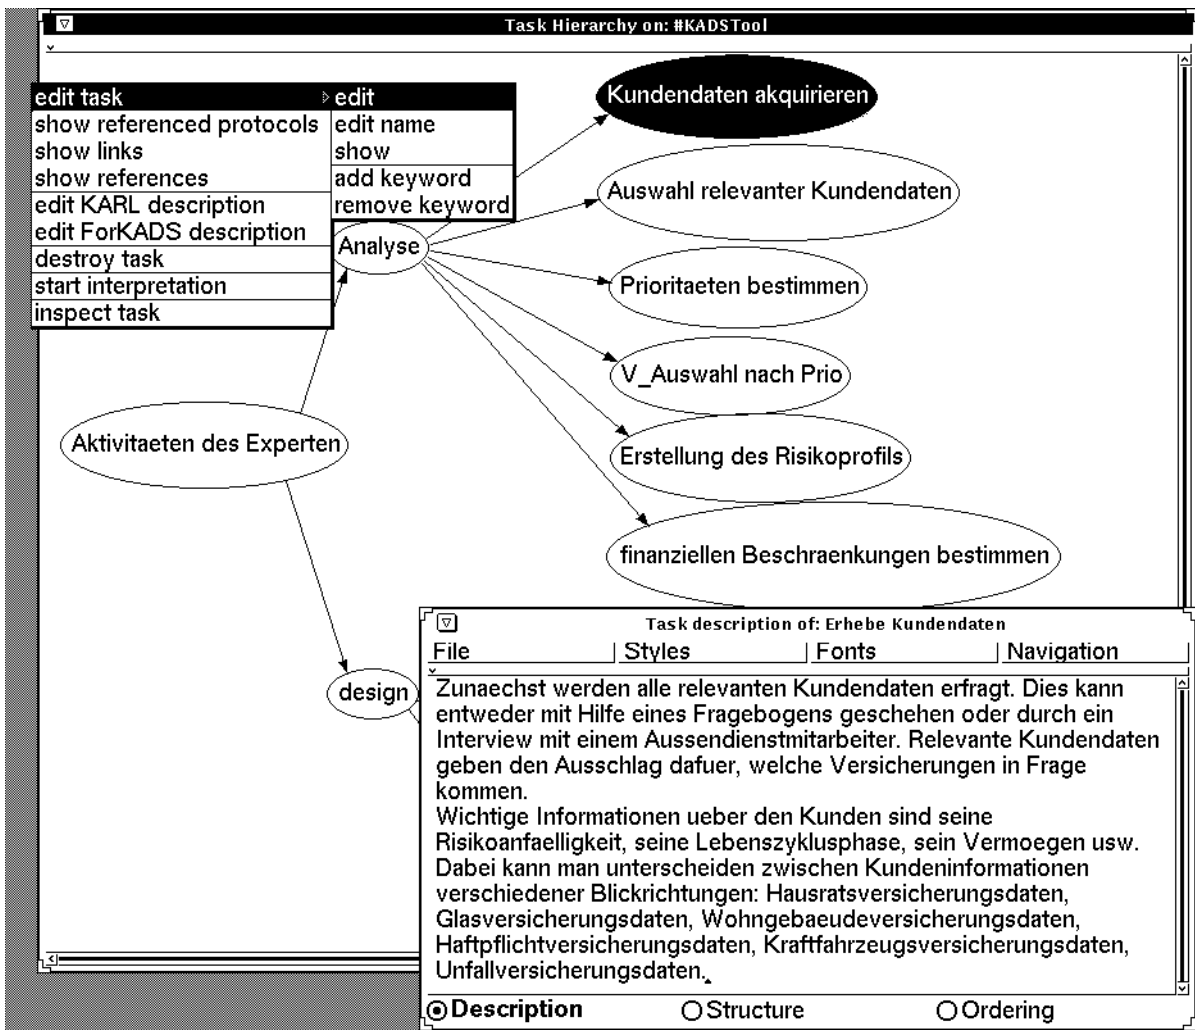 Task Hierarchy on: #KADSTool
edit task
show referenced protocols
show links
show references
edit KARL description
edit ForKADS description
destroy task
start interpretation
inspect task
edit
edit name
show
add keyword
remove keyword
Kundendaten akquirieren
Auswahl relevanter Kundendaten
Analyse
Prioritaeten bestimmen
V_Auswahl nach Prio
Aktivitaeten des Experten
Erstellung des Risikoprofils
finanziellen Beschraenkungen bestimmen
design
Task description of: Erhebe Kundendaten
File
Styles
Fonts
Navigation
Zunaechst werden alle relevanten Kundendaten erfragt. Dies kann
entweder mit Hilfe eines Fragebogens geschehen oder durch ein
Interview mit einem Aussendienstmitarbeiter. Relevante Kundendaten
geben den Ausschlag dafuer, welche Versicherungen in Frage
kommen.
Wichtige Informationen ueber den Kunden sind seine
Risikoanfaelligkeit, seine Lebenszyklusphase, sein Vermoegen usw.
Dabei kann man unterscheiden zwischen Kundeninformationen
verschiedener Blickrichtungen: Hausratsversicherungsdaten,
Glasversicherungsdaten, Wohngebaeudeversicherungsdaten,
Haftpflichtversicherungsdaten, Kraftfahrzeugsversicherungsdaten,
Unfallversicherungsdaten.
Description
Structure
Ordering